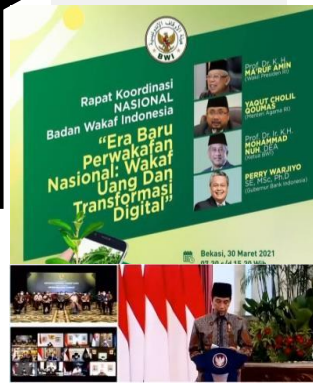 BWI
Rapat Koordinasi
NASIONAL
Badan Wakaf Indonesia
"Era Baru
Perwakafan
Nasional: Wakaf
Uang Dan
Transformasi
Digital"
Prof. Dr. K. H.
MA'RUF AMIN
(Wakil Presiden RI)
YAQUT CHOLIL
QOUMAS
(Menteri Agama RI)
Prof. Dr. Ir. K.H.
MOHAMMAD
NUH, DEA
(Ketua BWI)
PERRY WARJIYO
SE. MSc, Ph.D
(Gubernur Bank Indonesia)
Bekasi, 30 Maret 2021